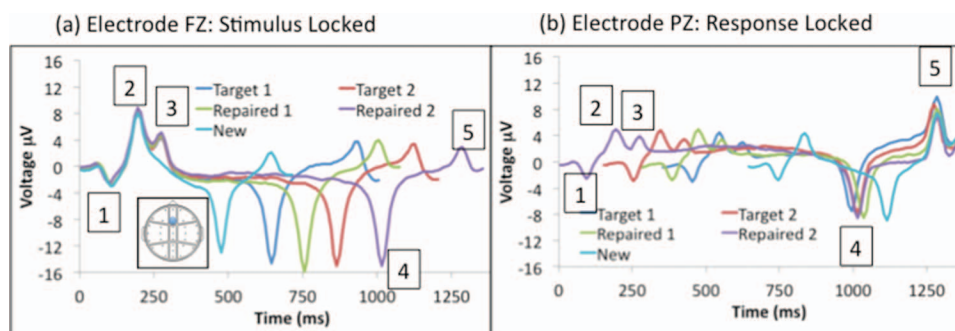 (a) Electrode FZ: Stimulus Locked
16
12
8
4
0
-4
-8
-12
-16
Voltage µV
2
3
1
5
4
Target 1
Target 2
Repaired 1
Repaired 2
New
0
250
500
750
1000
1250
Time (ms)
(b) Electrode PZ: Response Locked
16
12
8
4
0
-4
-8
-12
-16
Voltage µV
2
3
1
5
4
Target 1
Target 2
Repaired 1
Repaired 2
New
0
250
500
750
1000
1250
Time (ms)